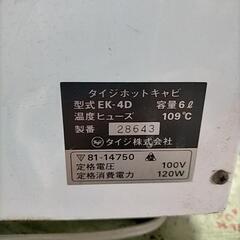 タイジホットキャビ
型式 EK-4D 容量6ℓ
温度ヒューズ 109℃
製番 28643
タイジ株式会社
▽81-14750
定格電圧 100V
定格消費電力 120W